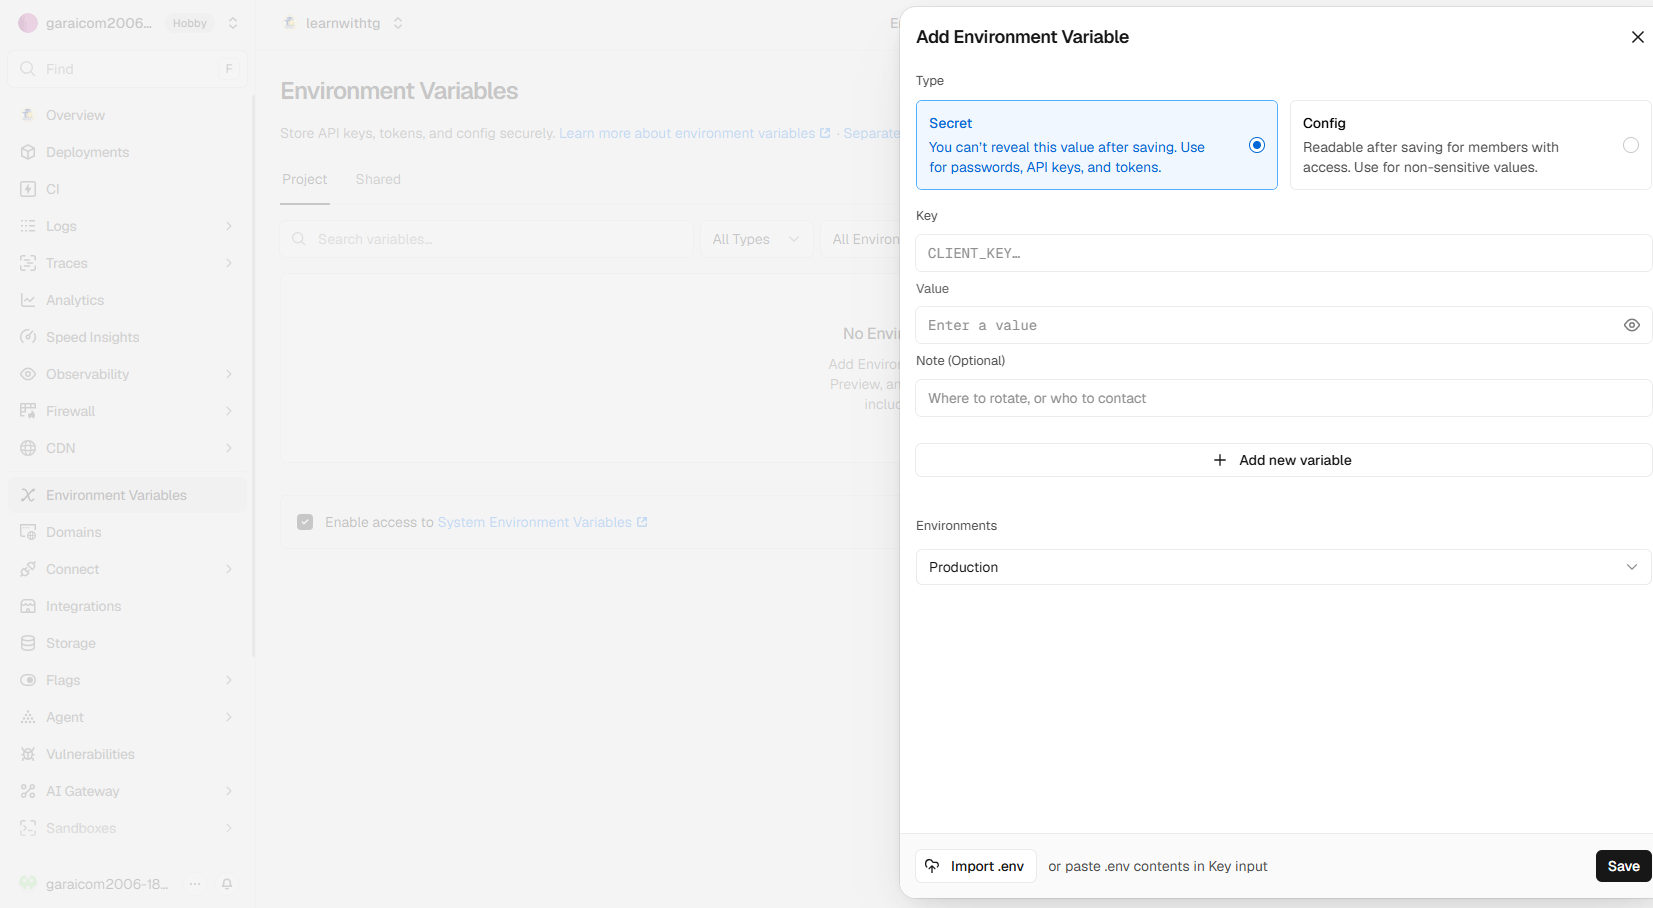 garaicom2006...
Hobby
Find
F
Overview
Deployments
CI
Logs
Traces
Analytics
Speed Insights
Observability
Firewall
CDN
Environment Variables
Domains
Connect
Integrations
Storage
Flags
Agent
Vulnerabilities
AI Gateway
Sandboxes
garaicom2006-18...
learnwithtg
E
Environment Variables
Store API keys, tokens, and config securely. Learn more about environment variables · Separate
Project
Shared
Search variables...
All Types
All Environ
No Envi
Add Enviro
Preview, an
inclu
Enable access to System Environment Variables
Add Environment Variable
Type
Secret
You can't reveal this value after saving. Use
for passwords, API keys, and tokens.
Config
Readable after saving for members with
access. Use for non-sensitive values.
Key
CLIENT_KEY…
Value
Enter a value
Note (Optional)
Where to rotate, or who to contact
Add new variable
Environments
Production
Import .env
or paste .env contents in Key input
Save